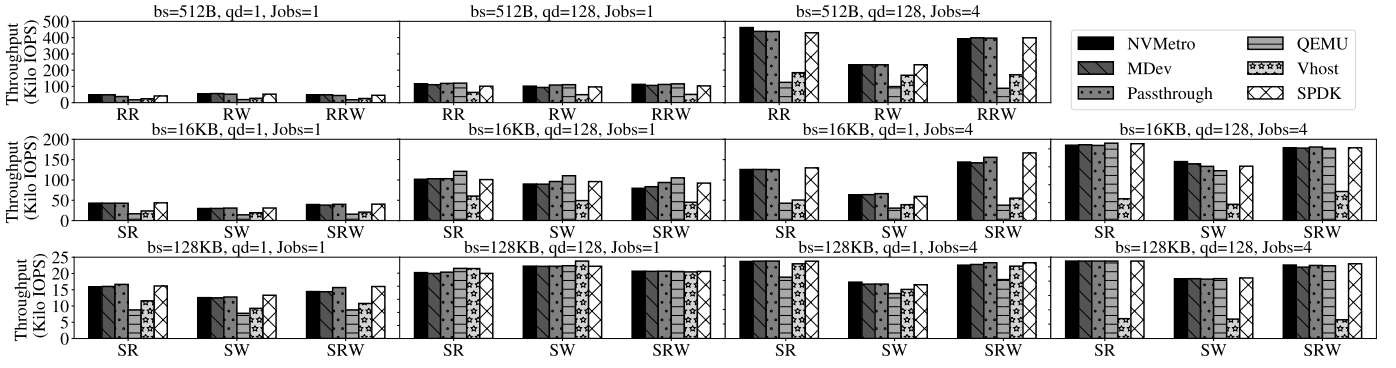 bs=512B, qd=1, Jobs=1
bs=512B, qd=128, Jobs=1
bs=512B, qd=128, Jobs=4
Throughput
(Kilo IOPS)
500
400
300
200
100
0
RR RW RRW
RR RW RRW
RR RW RRW
NVMetro
MDev
Passthrough
QEMU
Vhost
SPDK
bs=16KB, qd=1, Jobs=1
bs=16KB, qd=128, Jobs=1
bs=16KB, qd=1, Jobs=4
bs=16KB, qd=128, Jobs=4
Throughput
(Kilo IOPS)
200
150
100
50
0
SR SW SRW
SR SW SRW
SR SW SRW
SR SW SRW
bs=128KB, qd=1, Jobs=1
bs=128KB, qd=128, Jobs=1
bs=128KB, qd=1, Jobs=4
bs=128KB, qd=128, Jobs=4
Throughput
(Kilo IOPS)
25
20
15
10
5
0
SR SW SRW
SR SW SRW
SR SW SRW
SR SW SRW